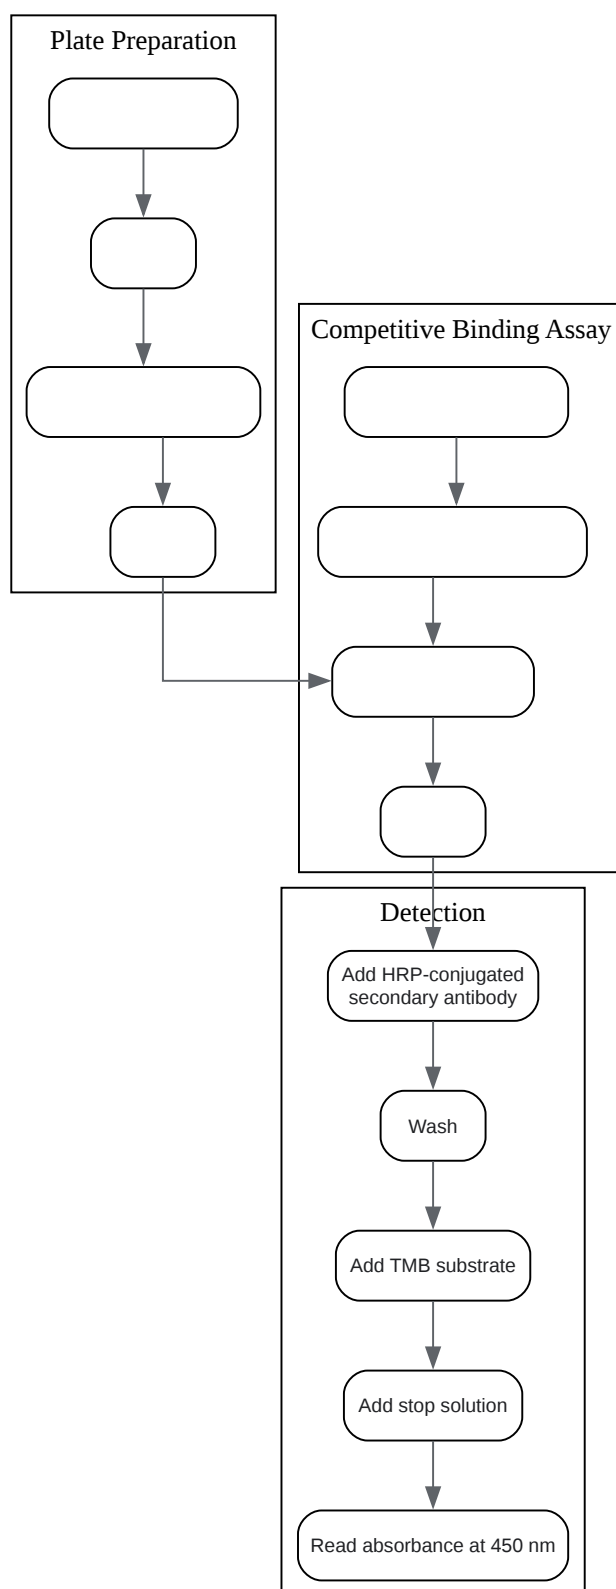 Plate Preparation
Competitive Binding Assay
Detection
Add HRP-conjugated
secondary antibody
Wash
Add TMB substrate
Add stop solution
Read absorbance at 450 nm